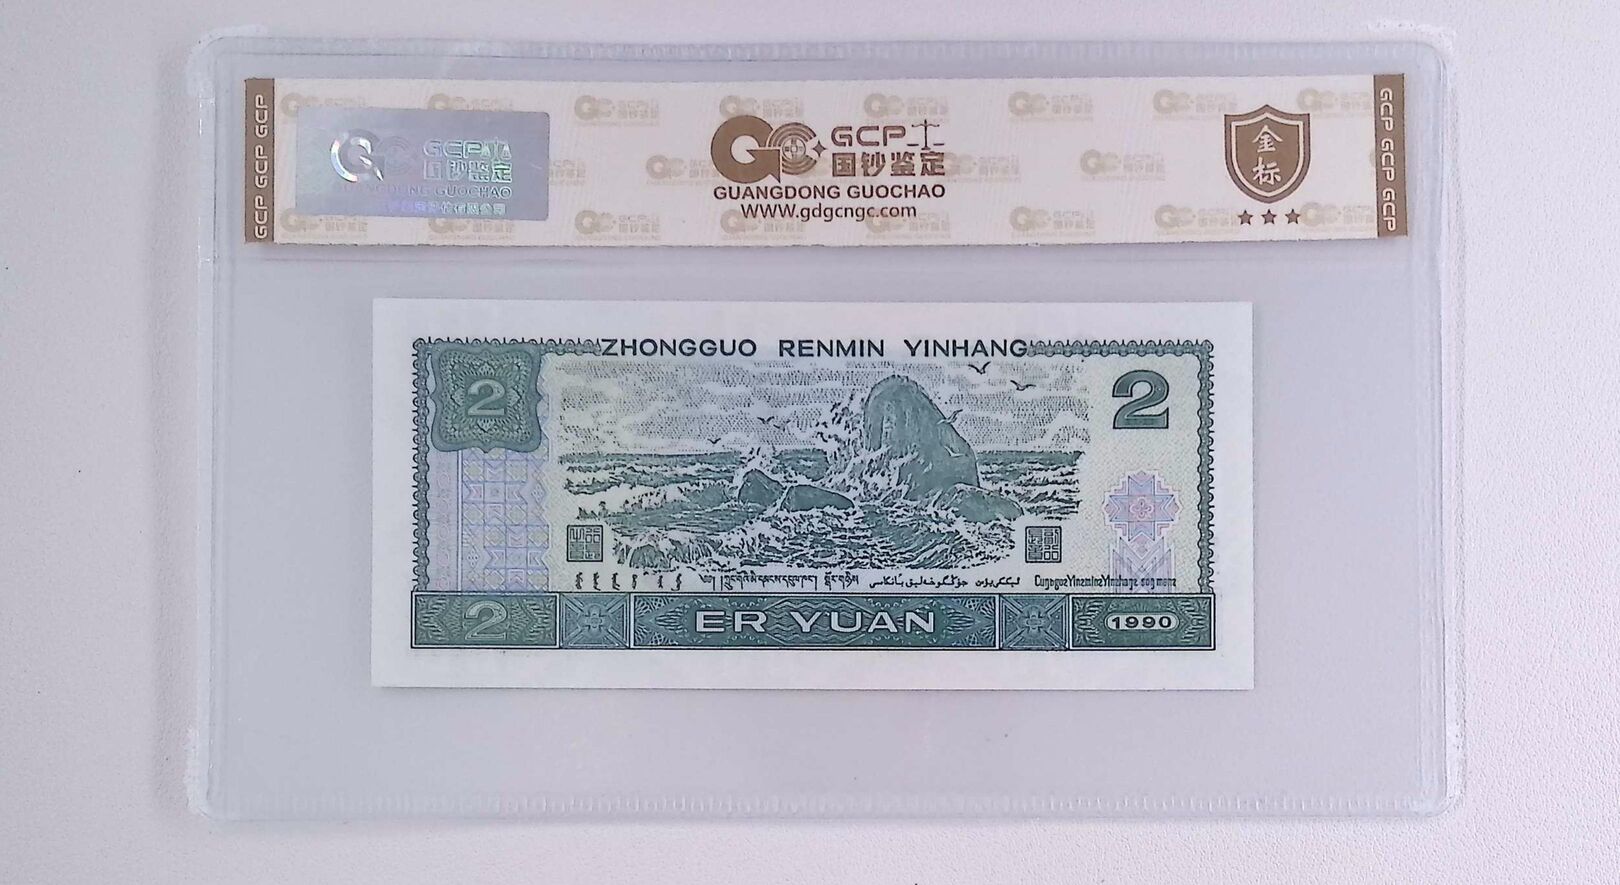 GCP GCP GCP
GCP
国钞鉴定
GUANGDONG GUOCHAO
GCP
国钞鉴定
GUANGDONG GUOCHAO
WWW.gdgcngc.com
金
标
GCP GCP GCP
ZHONGGUO RENMIN YINHANG
2
2
2
ER YUAN
1990